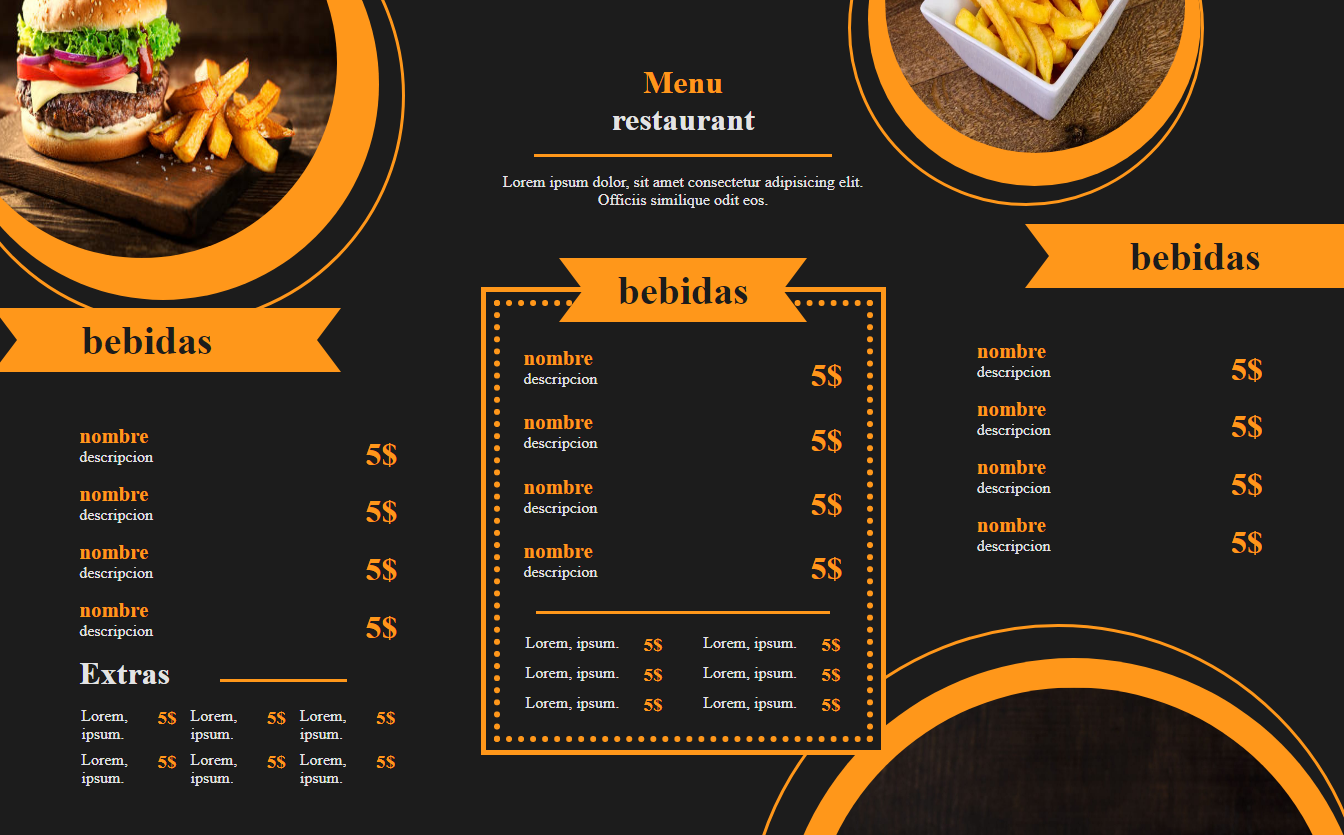 bebidas
nombre
descripcion
5$
nombre
descripcion
5$
nombre
descripcion
5$
nombre
descripcion
5$
Extras
Lorem, ipsum. 5$ Lorem, ipsum. 5$ Lorem, ipsum. 5$
Lorem, ipsum. 5$ Lorem, ipsum. 5$ Lorem, ipsum. 5$
Menu
restaurant
Lorem ipsum dolor, sit amet consectetur adipisicing elit.
Officiis similique odit eos.
bebidas
nombre
descripcion
5$
nombre
descripcion
5$
nombre
descripcion
5$
nombre
descripcion
5$
Lorem, ipsum. 5$ Lorem, ipsum. 5$
Lorem, ipsum. 5$ Lorem, ipsum. 5$
Lorem, ipsum. 5$ Lorem, ipsum. 5$
bebidas
nombre
descripcion
5$
nombre
descripcion
5$
nombre
descripcion
5$
nombre
descripcion
5$